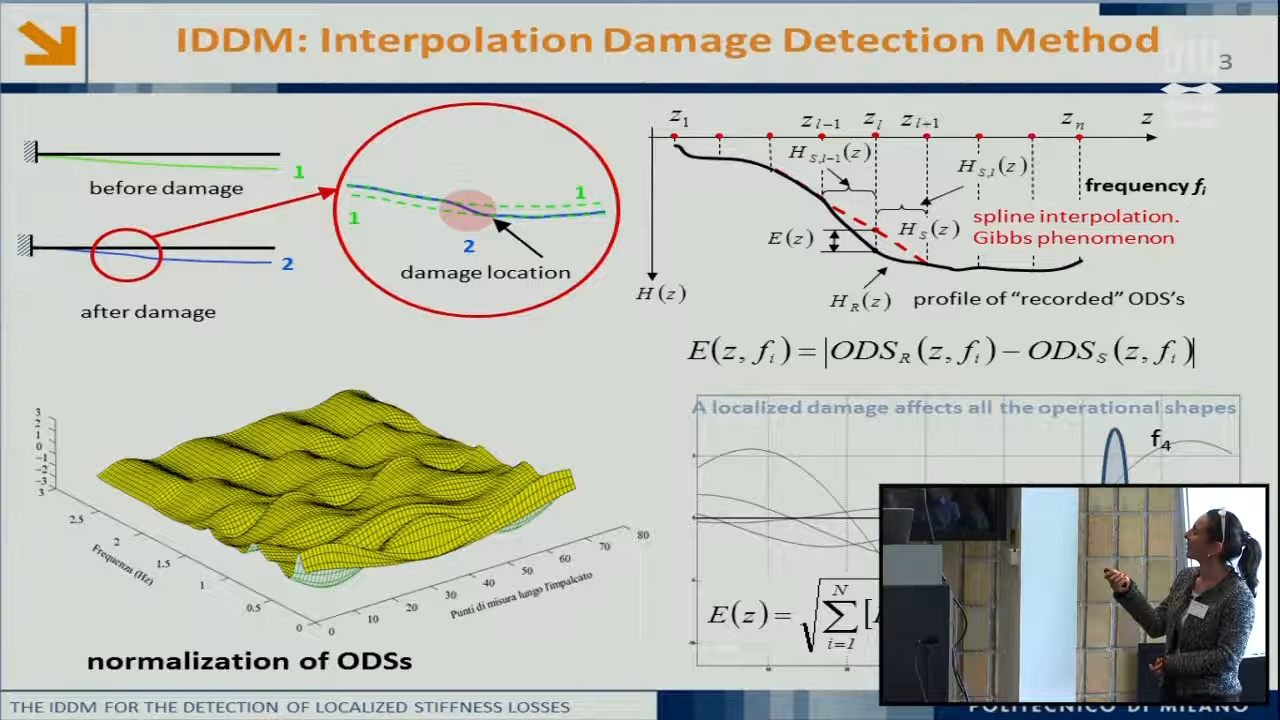 IDDM: Interpolation Damage Detection Method
3
before damage
1
1
1
2
damage location
2
after damage
z₁ z_{l-1} z_l z_{l+1} z_n z
H_{S,l-1}(z)
H_{S,l}(z)
frequency fᵢ
spline interpolation.
Gibbs phenomenon
E(z)
H_S(z)
H(z)
H_R(z)
profile of “recorded” ODS’s
E(z, fᵢ) = |ODS_R(z, fᵢ) − ODS_S(z, fᵢ)|
A localized damage affects all the operational shapes
f₄
3
2
1
0
−1
−2
−3
3
2.5
2
1.5
1
0.5
0
Frequenza (Hz)
0
10
20
30
40
50
60
70
80
Punti di misura lungo l'impalcato
E(z) = √∑_{i=1}^{N} [
normalization of ODSs
THE IDDM FOR THE DETECTION OF LOCALIZED STIFFNESS LOSSES
POLITECNICO DI MILANO